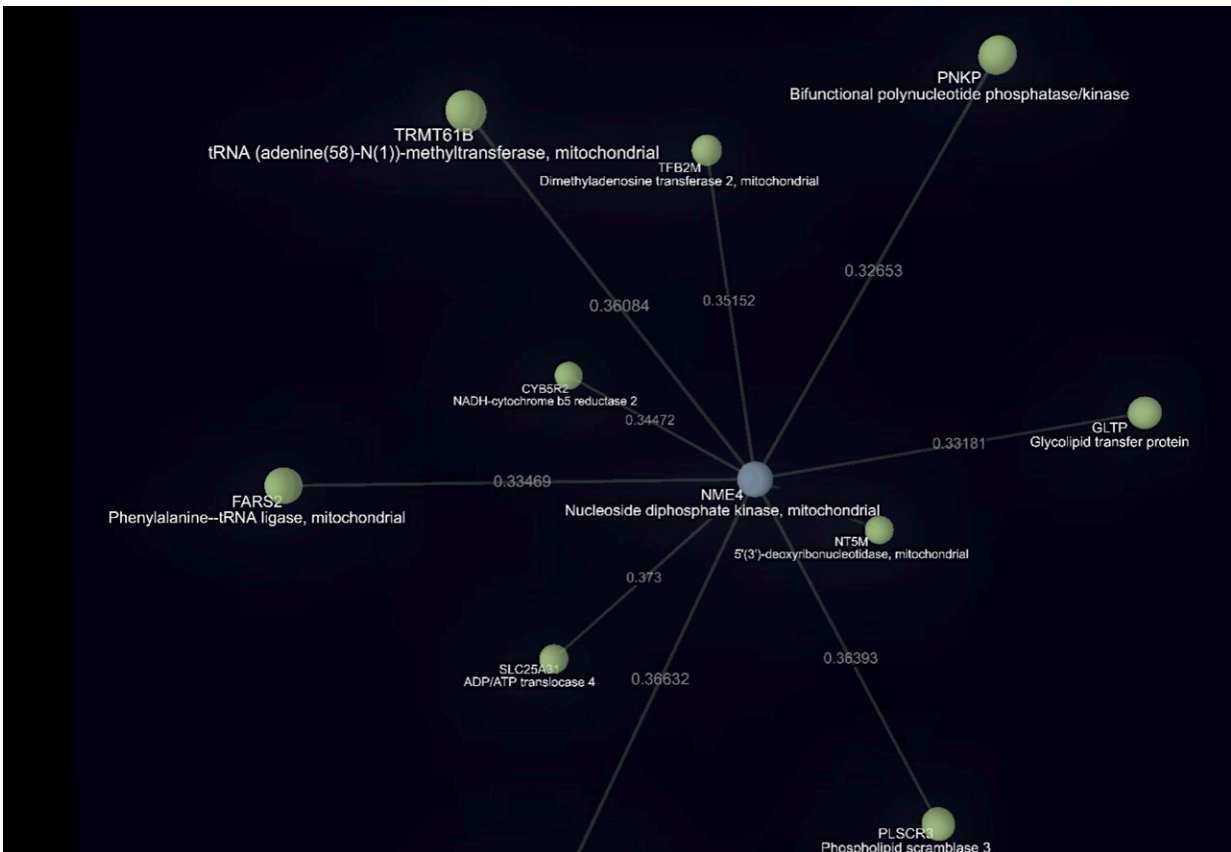 PNKP
Bifunctional polynucleotide phosphatase/kinase
TRMT61B
tRNA (adenine(58)-N(1))-methyltransferase, mitochondrial
TFB2M
Dimethyladenosine transferase 2, mitochondrial
0.32653
0.36084
0.35152
CYB5R2
NADH-cytochrome b5 reductase 2
0.34472
GLTP
Glycolipid transfer protein
0.33181
0.33469
FARS2
Phenylalanine--tRNA ligase, mitochondrial
NME4
Nucleoside diphosphate kinase, mitochondrial
NT5M
5'(3')-deoxyribonucleotidase, mitochondrial
0.373
SLC25A31
ADP/ATP translocase 4
0.36632
0.36393
PLSCR3
Phospholipid scramblase 3